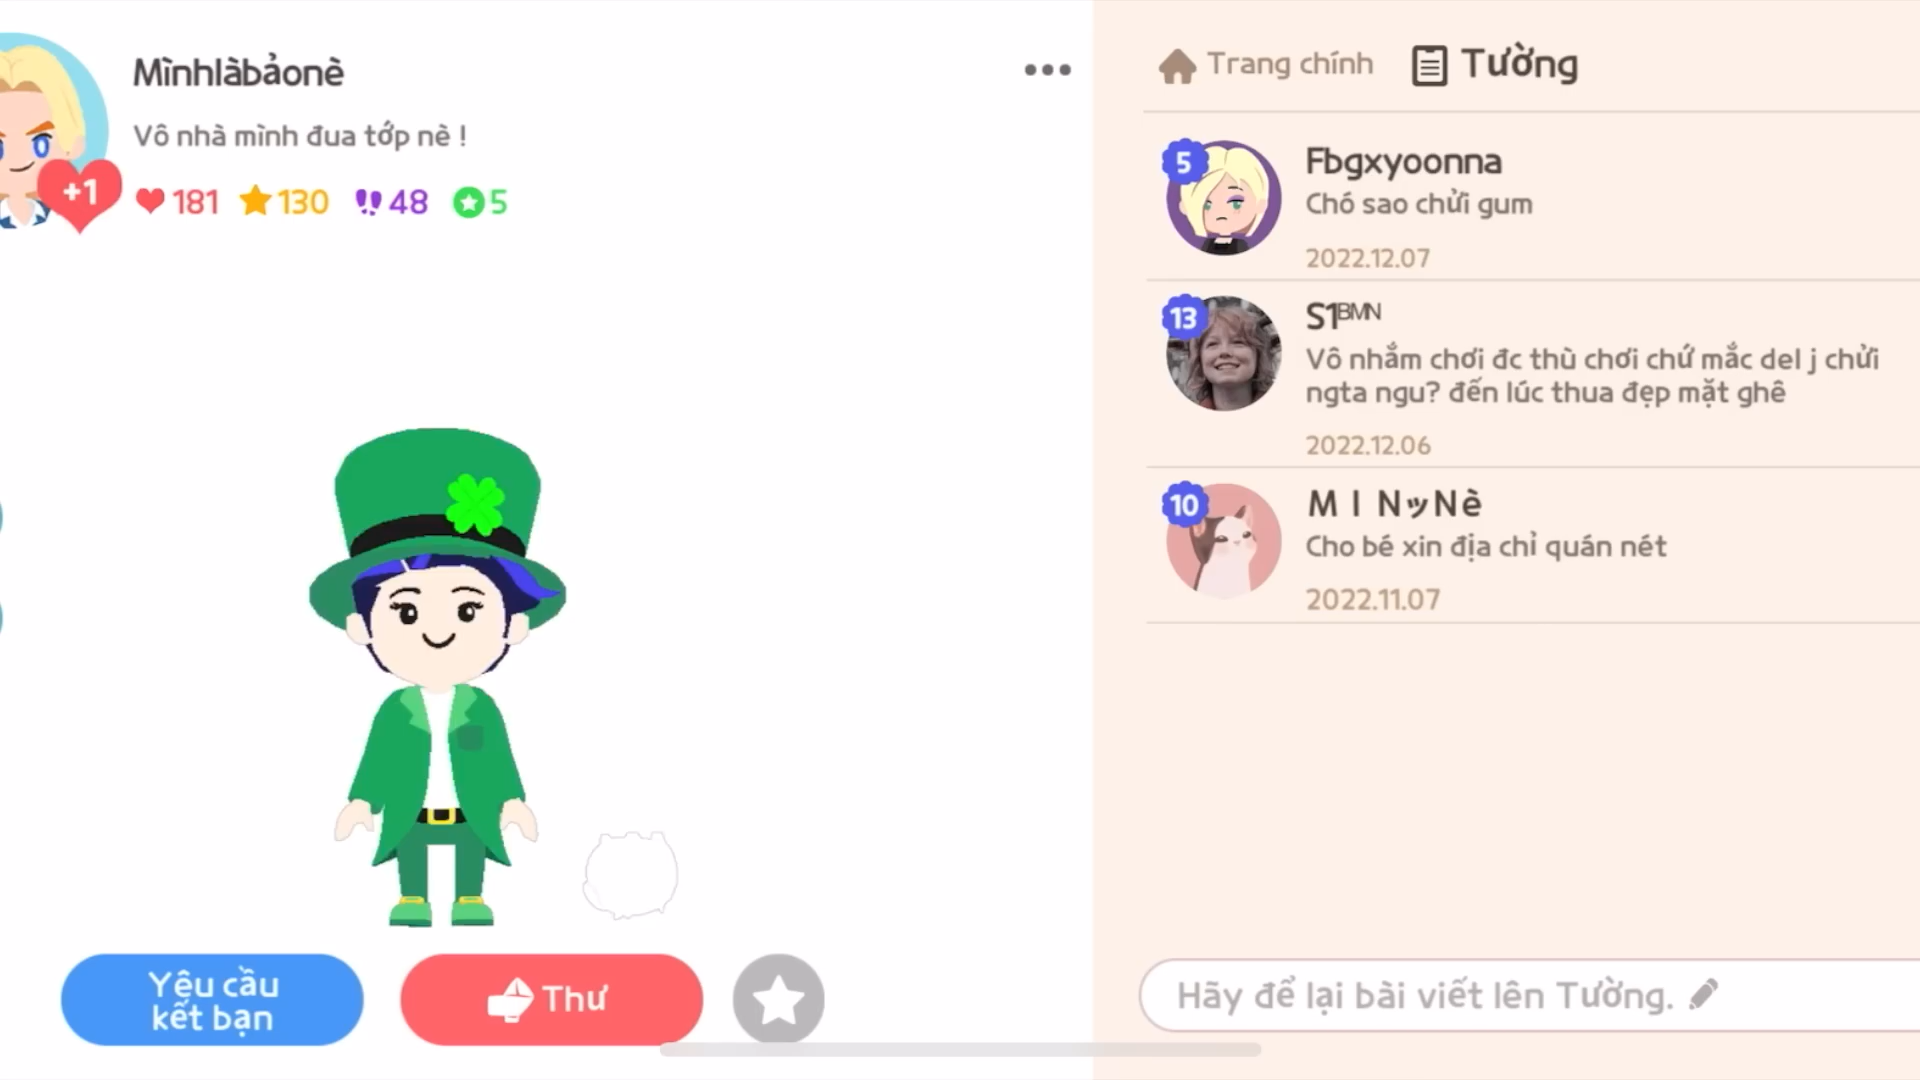 Mìnhlàbảonè
Vô nhà mình đua tớp nè !
+1
181 130 48 5
Yêu cầu
kết bạn
Thư
Trang chính Tường
5
Fbgxyoonna
Chó sao chửi gum
2022.12.07
13
S1ᴮᴹᴺ
Vô nhắm chơi đc thù chơi chứ mắc del j chửi
ngta ngu? đến lúc thua đẹp mặt ghê
2022.12.06
10
M I NッNè
Cho bé xin địa chỉ quán nét
2022.11.07
Hãy để lại bài viết lên Tường.